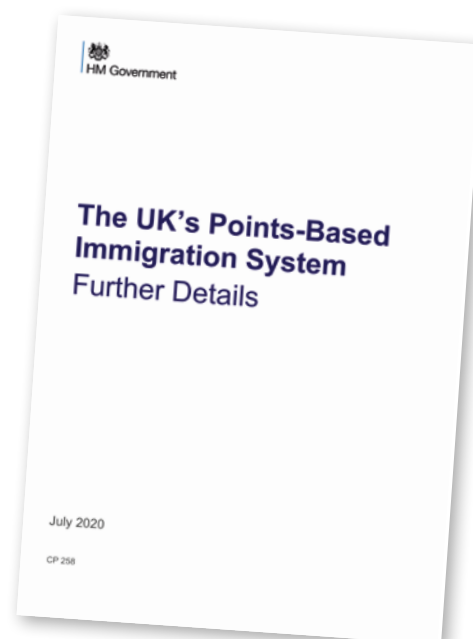 HM Government
The UK's Points-Based
Immigration System
Further Details
July 2020
CP 258